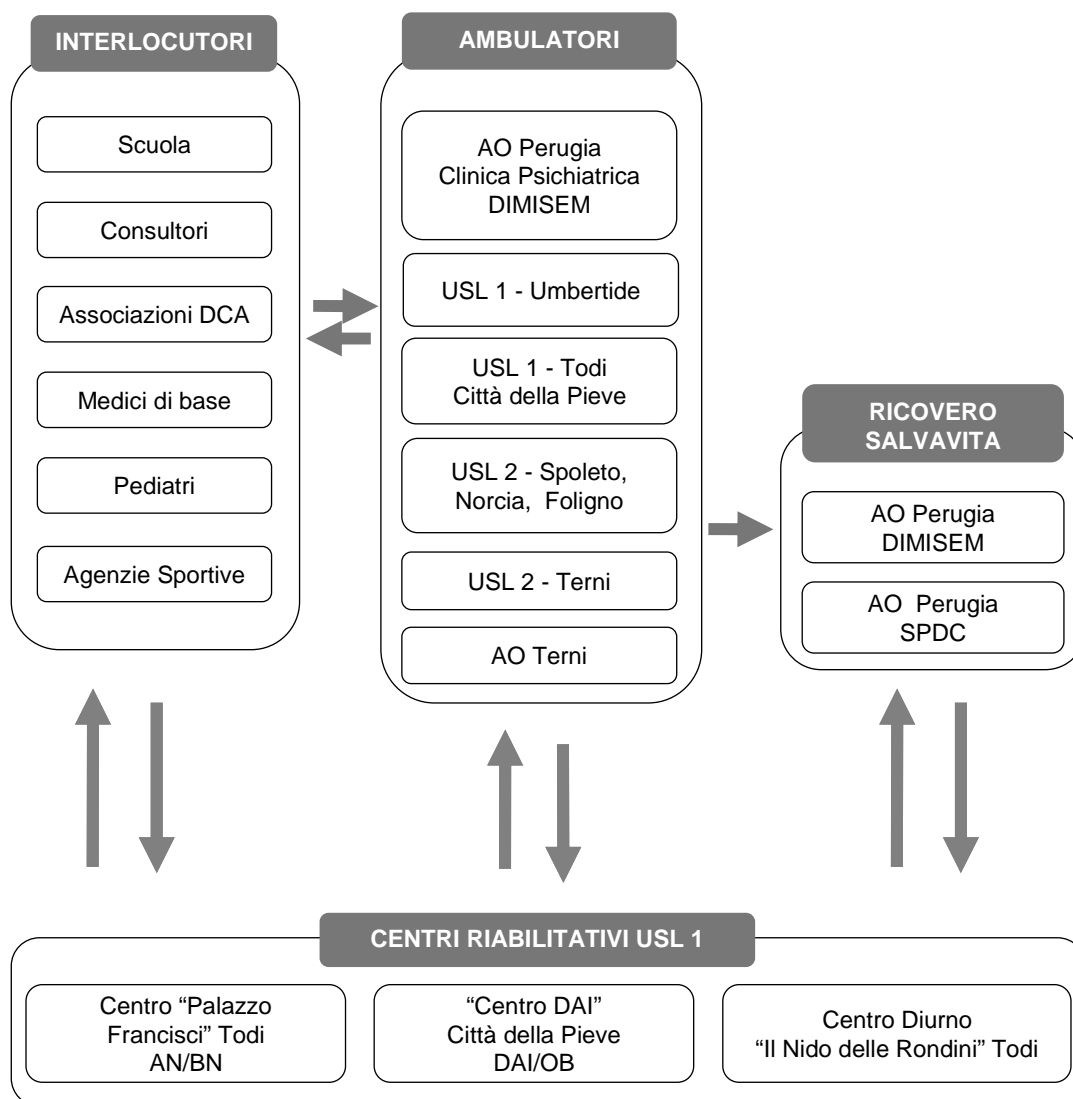 INTERLOCUTORI
Scuola
Consultori
Associazioni DCA
Medici di base
Pediatri
Agenzie Sportive
AMBULATORI
AO Perugia
Clinica Psichiatrica
DIMISEM
USL 1 - Umbertide
USL 1 - Todi
Città della Pieve
USL 2 - Spoleto,
Norcia, Foligno
USL 2 - Terni
AO Terni
RICOVERO
SALVAVITA
AO Perugia
DIMISEM
AO Perugia
SPDC
CENTRI RIABILITATIVI USL 1
Centro “Palazzo
Francisci” Todi
AN/BN
“Centro DAI”
Città della Pieve
DAI/OB
Centro Diurno
“Il Nido delle Rondini” Todi